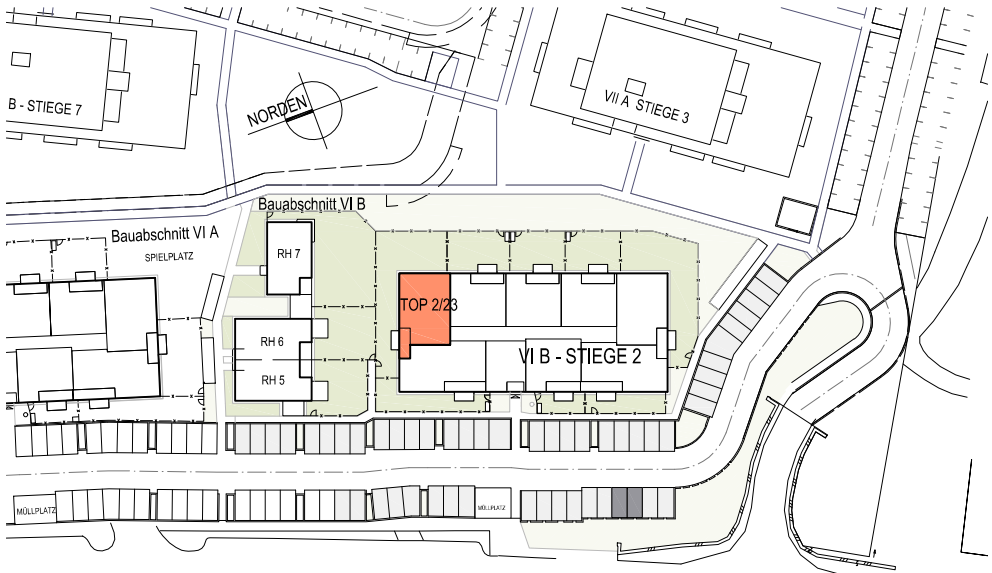 B - STIEGE 7
NORDEN
VII A STIEGE 3
Bauabschnitt VI B
Bauabschnitt VI A
SPIELPLATZ
RH 7
TOP 2/23
RH 6
VI B - STIEGE 2
RH 5
MÜLLPLATZ
MÜLLPLATZ